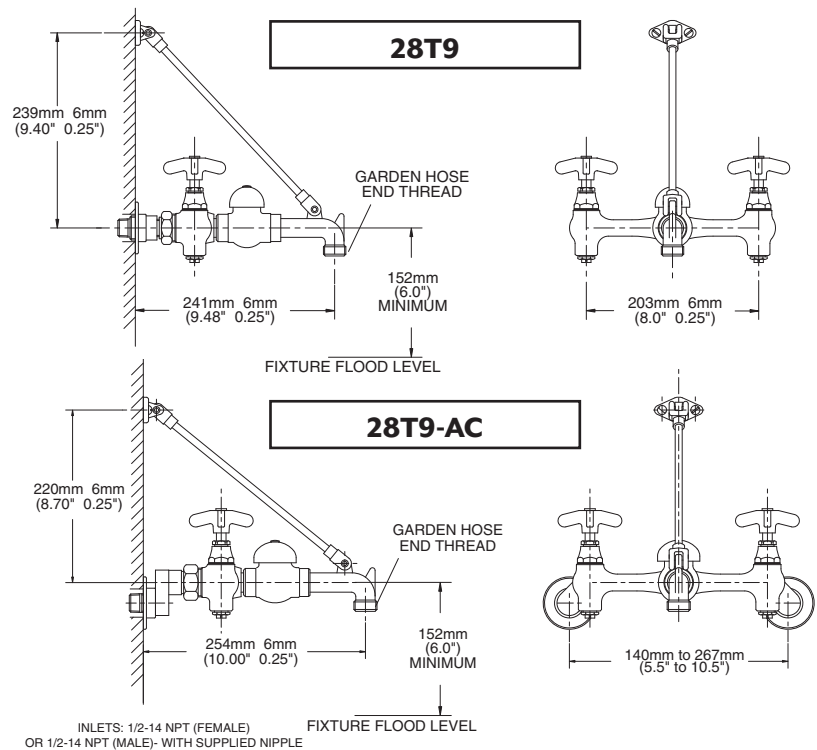 28T9
239mm 6mm
(9.40" 0.25")
GARDEN HOSE
END THREAD
152mm
(6.0")
MINIMUM
241mm 6mm
(9.48" 0.25")
203mm 6mm
(8.0" 0.25")
FIXTURE FLOOD LEVEL
28T9-AC
220mm 6mm
(8.70" 0.25")
GARDEN HOSE
END THREAD
254mm 6mm
(10.00" 0.25")
152mm
(6.0")
MINIMUM
140mm to 267mm
(5.5" to 10.5")
FIXTURE FLOOD LEVEL
INLETS: 1/2-14 NPT (FEMALE)
OR 1/2-14 NPT (MALE)- WITH SUPPLIED NIPPLE